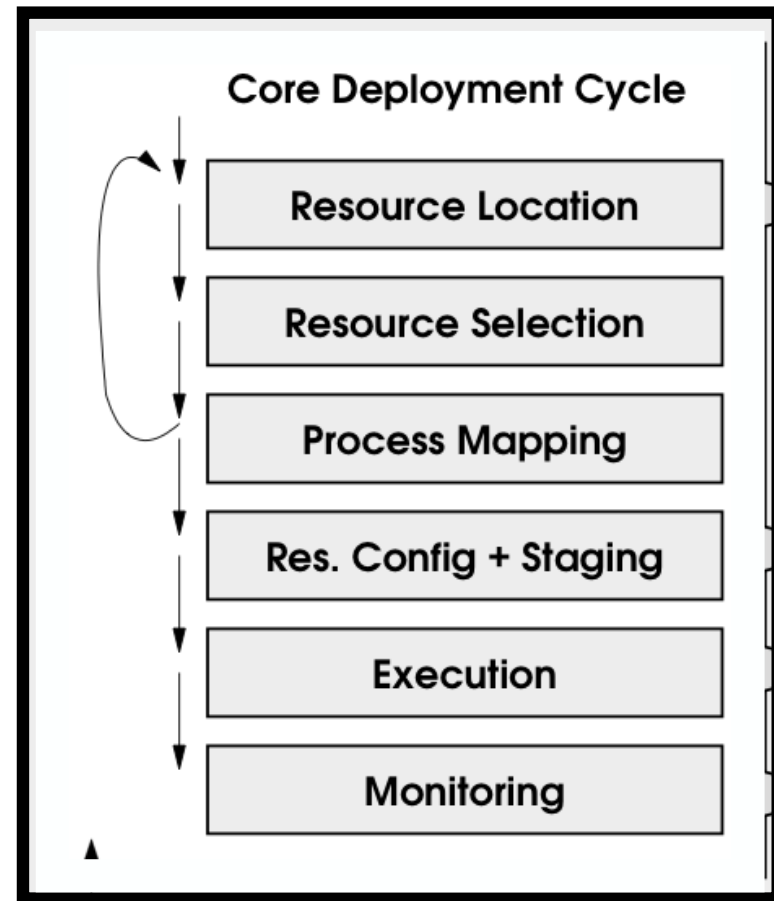 Core Deployment Cycle
Resource Location
Resource Selection
Process Mapping
Res. Config + Staging
Execution
Monitoring